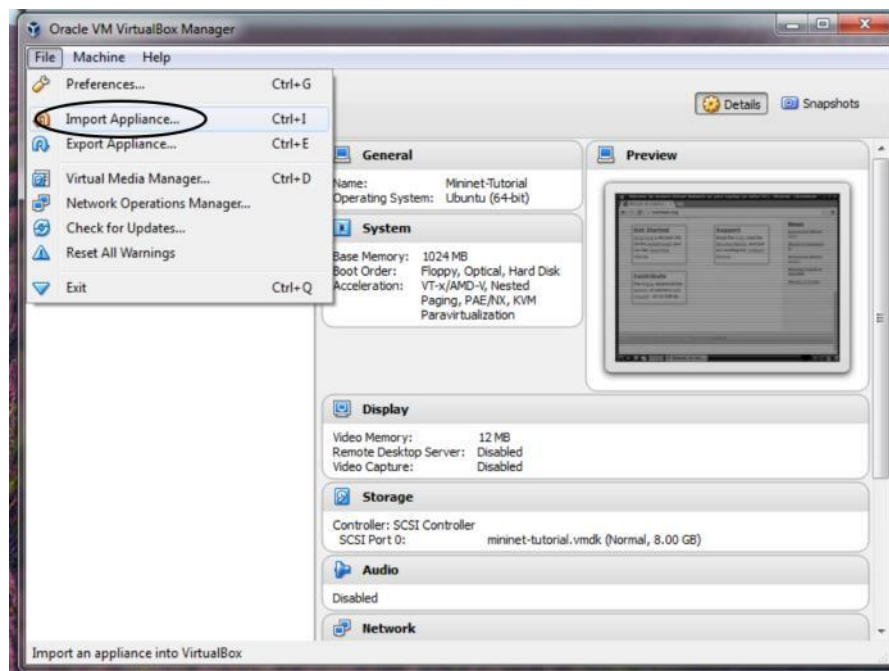 Oracle VM VirtualBox Manager
File Machine Help
Preferences... Ctrl+G
Import Appliance... Ctrl+I
Export Appliance... Ctrl+E
Virtual Media Manager... Ctrl+D
Network Operations Manager...
Check for Updates...
Reset All Warnings
Exit Ctrl+Q
Details Snapshots
General
Name: Mininet-Tutorial
Operating System: Ubuntu (64-bit)
System
Base Memory: 1024 MB
Boot Order: Floppy, Optical, Hard Disk
Acceleration: VT-x/AMD-V, Nested
Paging, PAE/NX, KVM
Paravirtualization
Preview
Get Started
Support
News
Contribute
Display
Video Memory: 12 MB
Remote Desktop Server: Disabled
Video Capture: Disabled
Storage
Controller: SCSI Controller
SCSI Port 0: mininet-tutorial.vmdk (Normal, 8.00 GB)
Audio
Disabled
Network
Import an appliance into VirtualBox